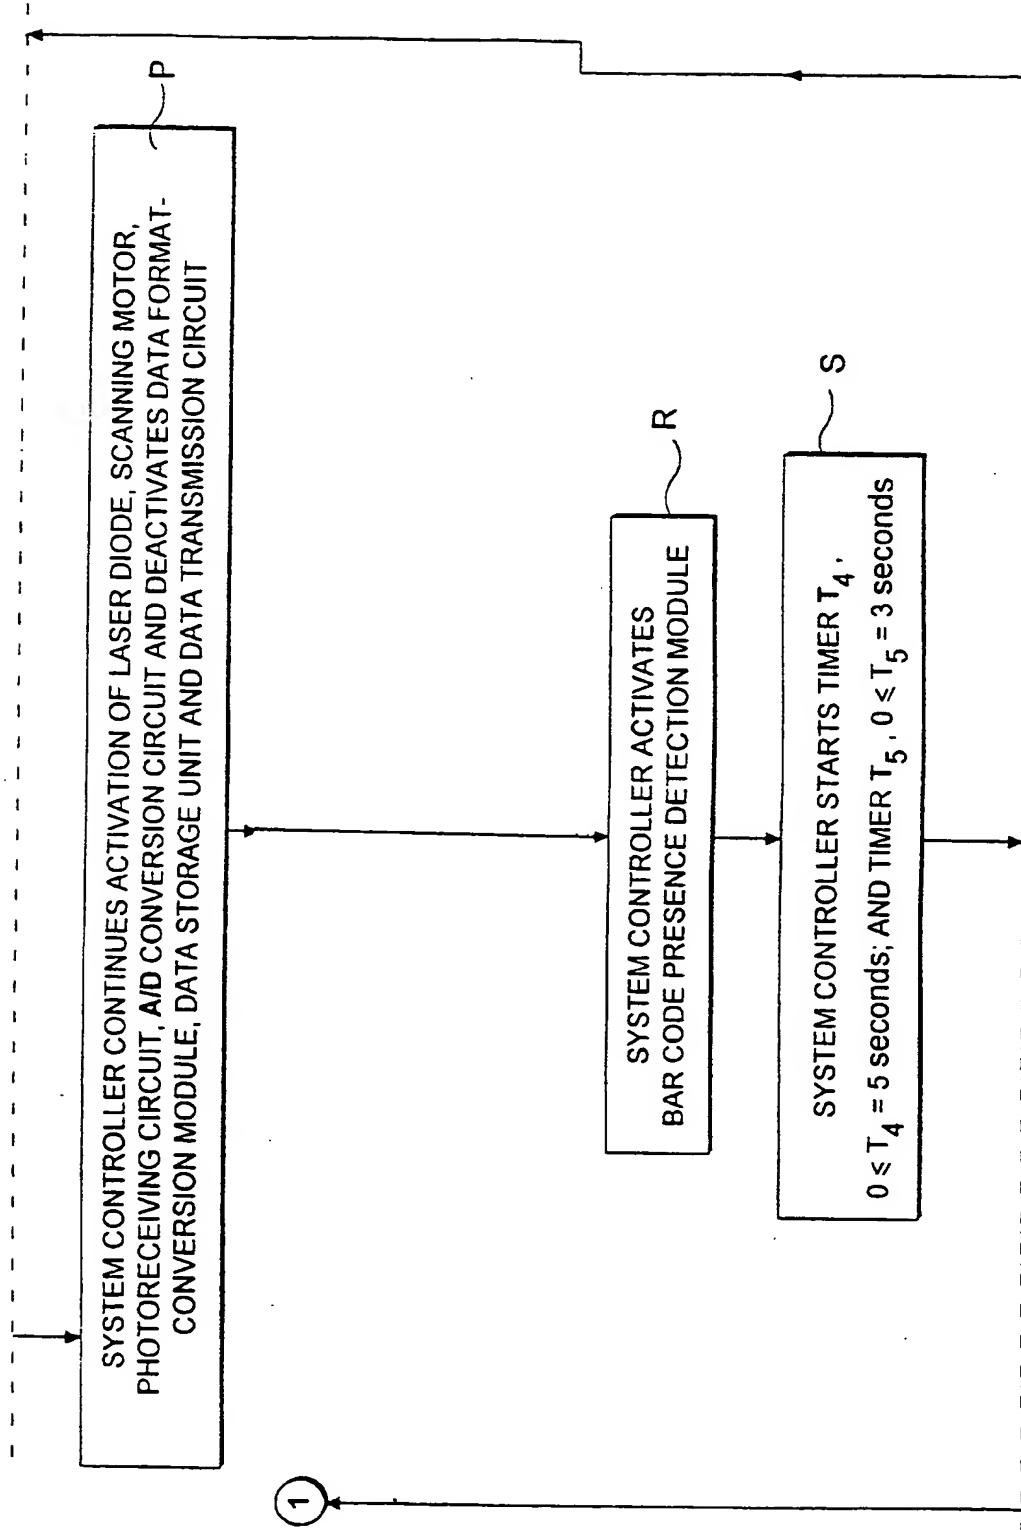 SYSTEM CONTROLLER CONTINUES ACTIVATION OF LASER DIODE, SCANNING MOTOR,
PHOTORECEIVING CIRCUIT, A/D CONVERSION CIRCUIT AND DEACTIVATES DATA FORMAT-
CONVERSION MODULE, DATA STORAGE UNIT AND DATA TRANSMISSION CIRCUIT
P
SYSTEM CONTROLLER ACTIVATES
BAR CODE PRESENCE DETECTION MODULE
R
SYSTEM CONTROLLER STARTS TIMER T4,
0 ≤ T4 = 5 seconds; AND TIMER T5, 0 ≤ T5 = 3 seconds
S
1